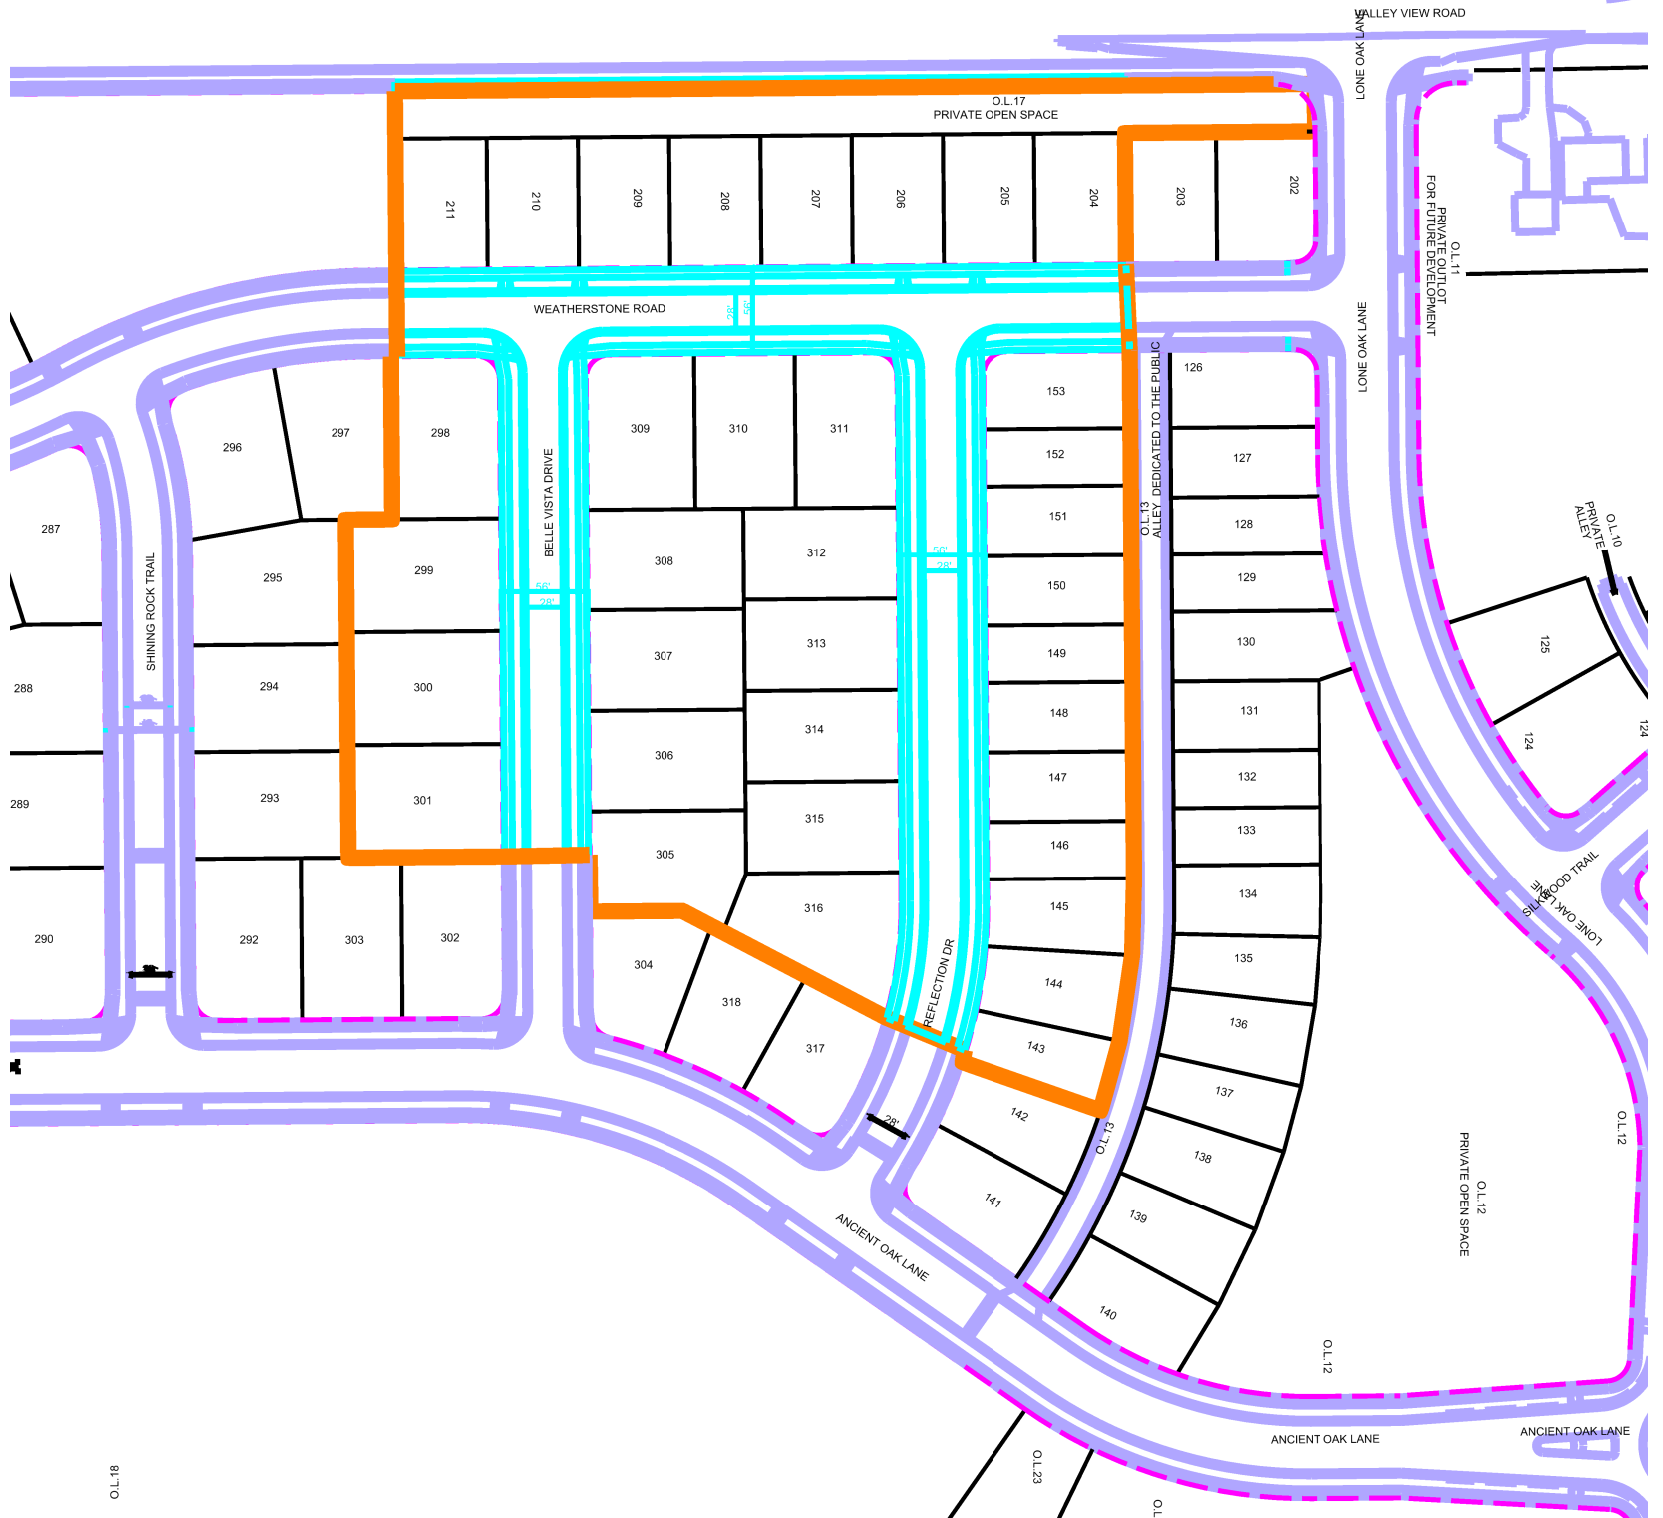 VALLEY VIEW ROAD
LONE OAK LANE
O.L.17
PRIVATE OPEN SPACE
211
210
209
208
207
206
205
204
203
202
O.L.11
PRIVATE OUTLOT
FOR FUTURE DEVELOPMENT
WEATHERSTONE ROAD
28'
56'
LONE OAK LANE
296
297
298
BELLE VISTA DRIVE
309
310
311
153
152
151
150
149
148
147
146
145
144
143
142
141
O.L.13
ALLEY DEDICATED TO THE PUBLIC
126
127
128
129
130
131
132
133
134
135
136
137
138
139
140
O.L.10
PRIVATE
ALLEY
125
124
124
287
288
289
290
SHINING ROCK TRAIL
295
294
293
292
303
302
299
300
301
56'
28'
308
307
306
305
304
312
313
314
315
316
318
317
56'
28'
REFLECTION DR
28'
O.L.13
SILKWOOD TRAIL
LONE OAK LANE
O.L.12
O.L.12
PRIVATE OPEN SPACE
O.L.12
ANCIENT OAK LANE
ANCIENT OAK LANE
ANCIENT OAK LANE
O.L.18
O.L.23
O.L